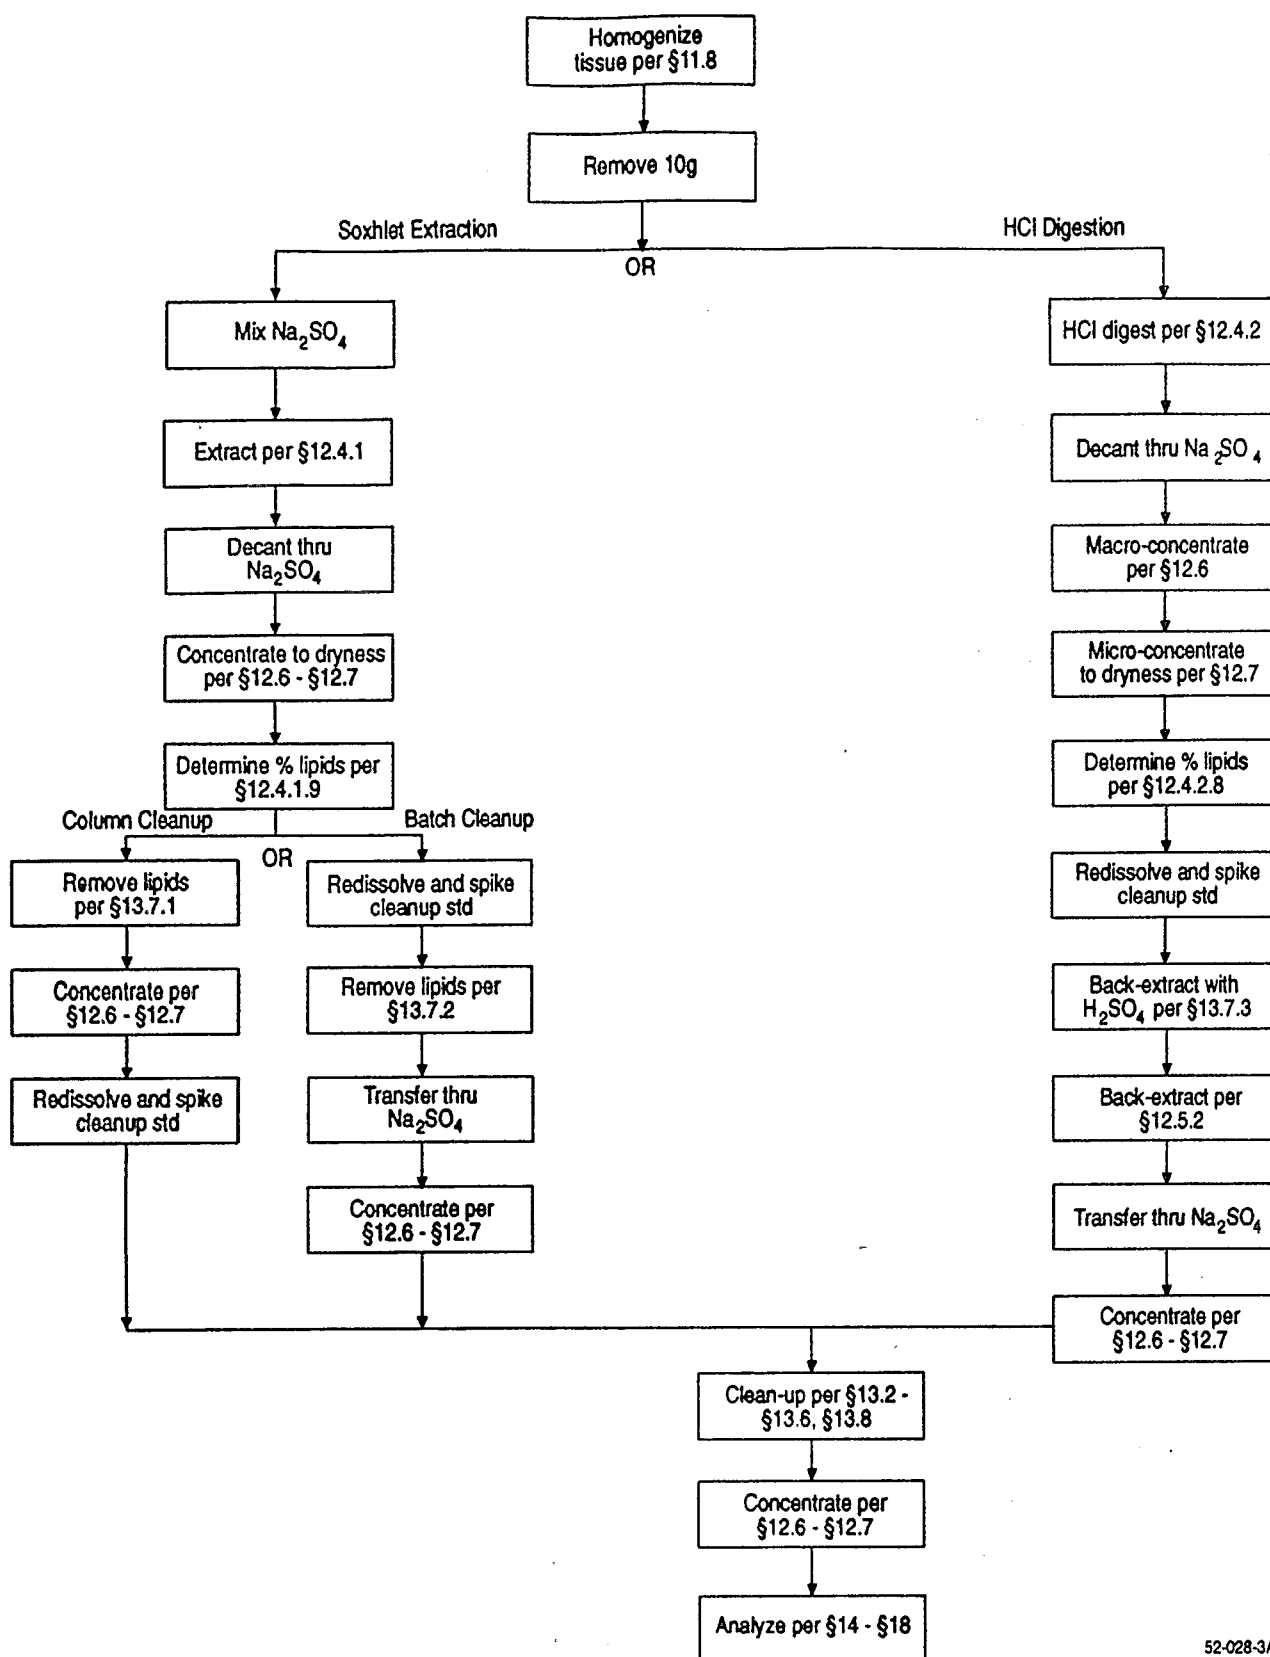 Homogenize
tissue per §11.8
Remove 10g
Soxhlet Extraction
HCl Digestion
OR
Mix Na₂SO₄
Extract per §12.4.1
Decant thru
Na₂SO₄
Concentrate to dryness
per §12.6 - §12.7
Determine % lipids per
§12.4.1.9
Column Cleanup
Batch Cleanup
OR
Remove lipids
per §13.7.1
Concentrate per
§12.6 - §12.7
Redissolve and spike
cleanup std
Redissolve and spike
cleanup std
Remove lipids per
§13.7.2
Transfer thru
Na₂SO₄
Concentrate per
§12.6 - §12.7
HCl digest per §12.4.2
Decant thru Na₂SO₄
Macro-concentrate
per §12.6
Micro-concentrate
to dryness per §12.7
Determine % lipids
per §12.4.2.8
Redissolve and spike
cleanup std
Back-extract with
H₂SO₄ per §13.7.3
Back-extract per
§12.5.2
Transfer thru Na₂SO₄
Concentrate per
§12.6 - §12.7
Clean-up per §13.2 -
§13.6, §13.8
Concentrate per
§12.6 - §12.7
Analyze per §14 - §18
52-028-3A